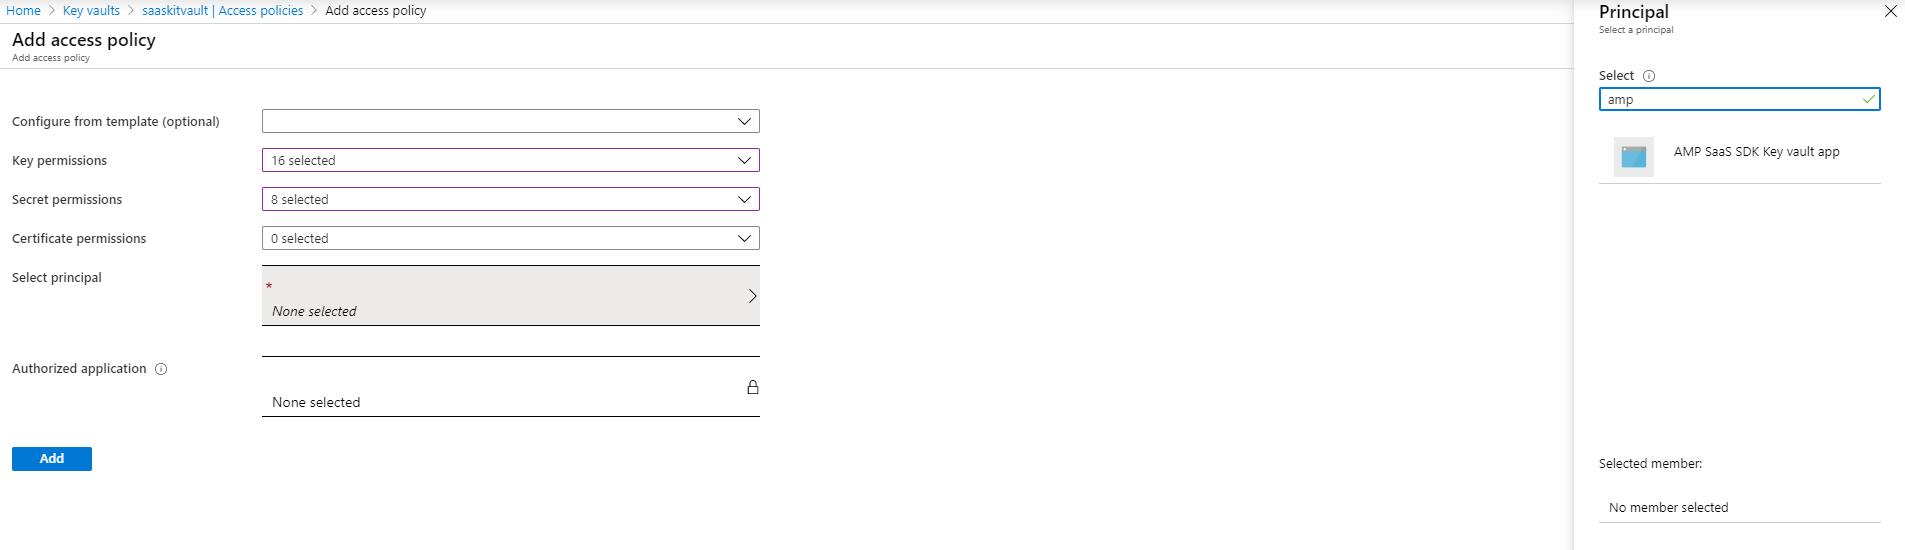 Home > Key vaults > saaskitvault | Access policies > Add access policy
Add access policy
Add access policy
Configure from template (optional)
Key permissions
16 selected
Secret permissions
8 selected
Certificate permissions
0 selected
Select principal
*
None selected
Authorized application
None selected
Add
Principal
Select a principal
Select
amp
AMP SaaS SDK Key vault app
Selected member:
No member selected